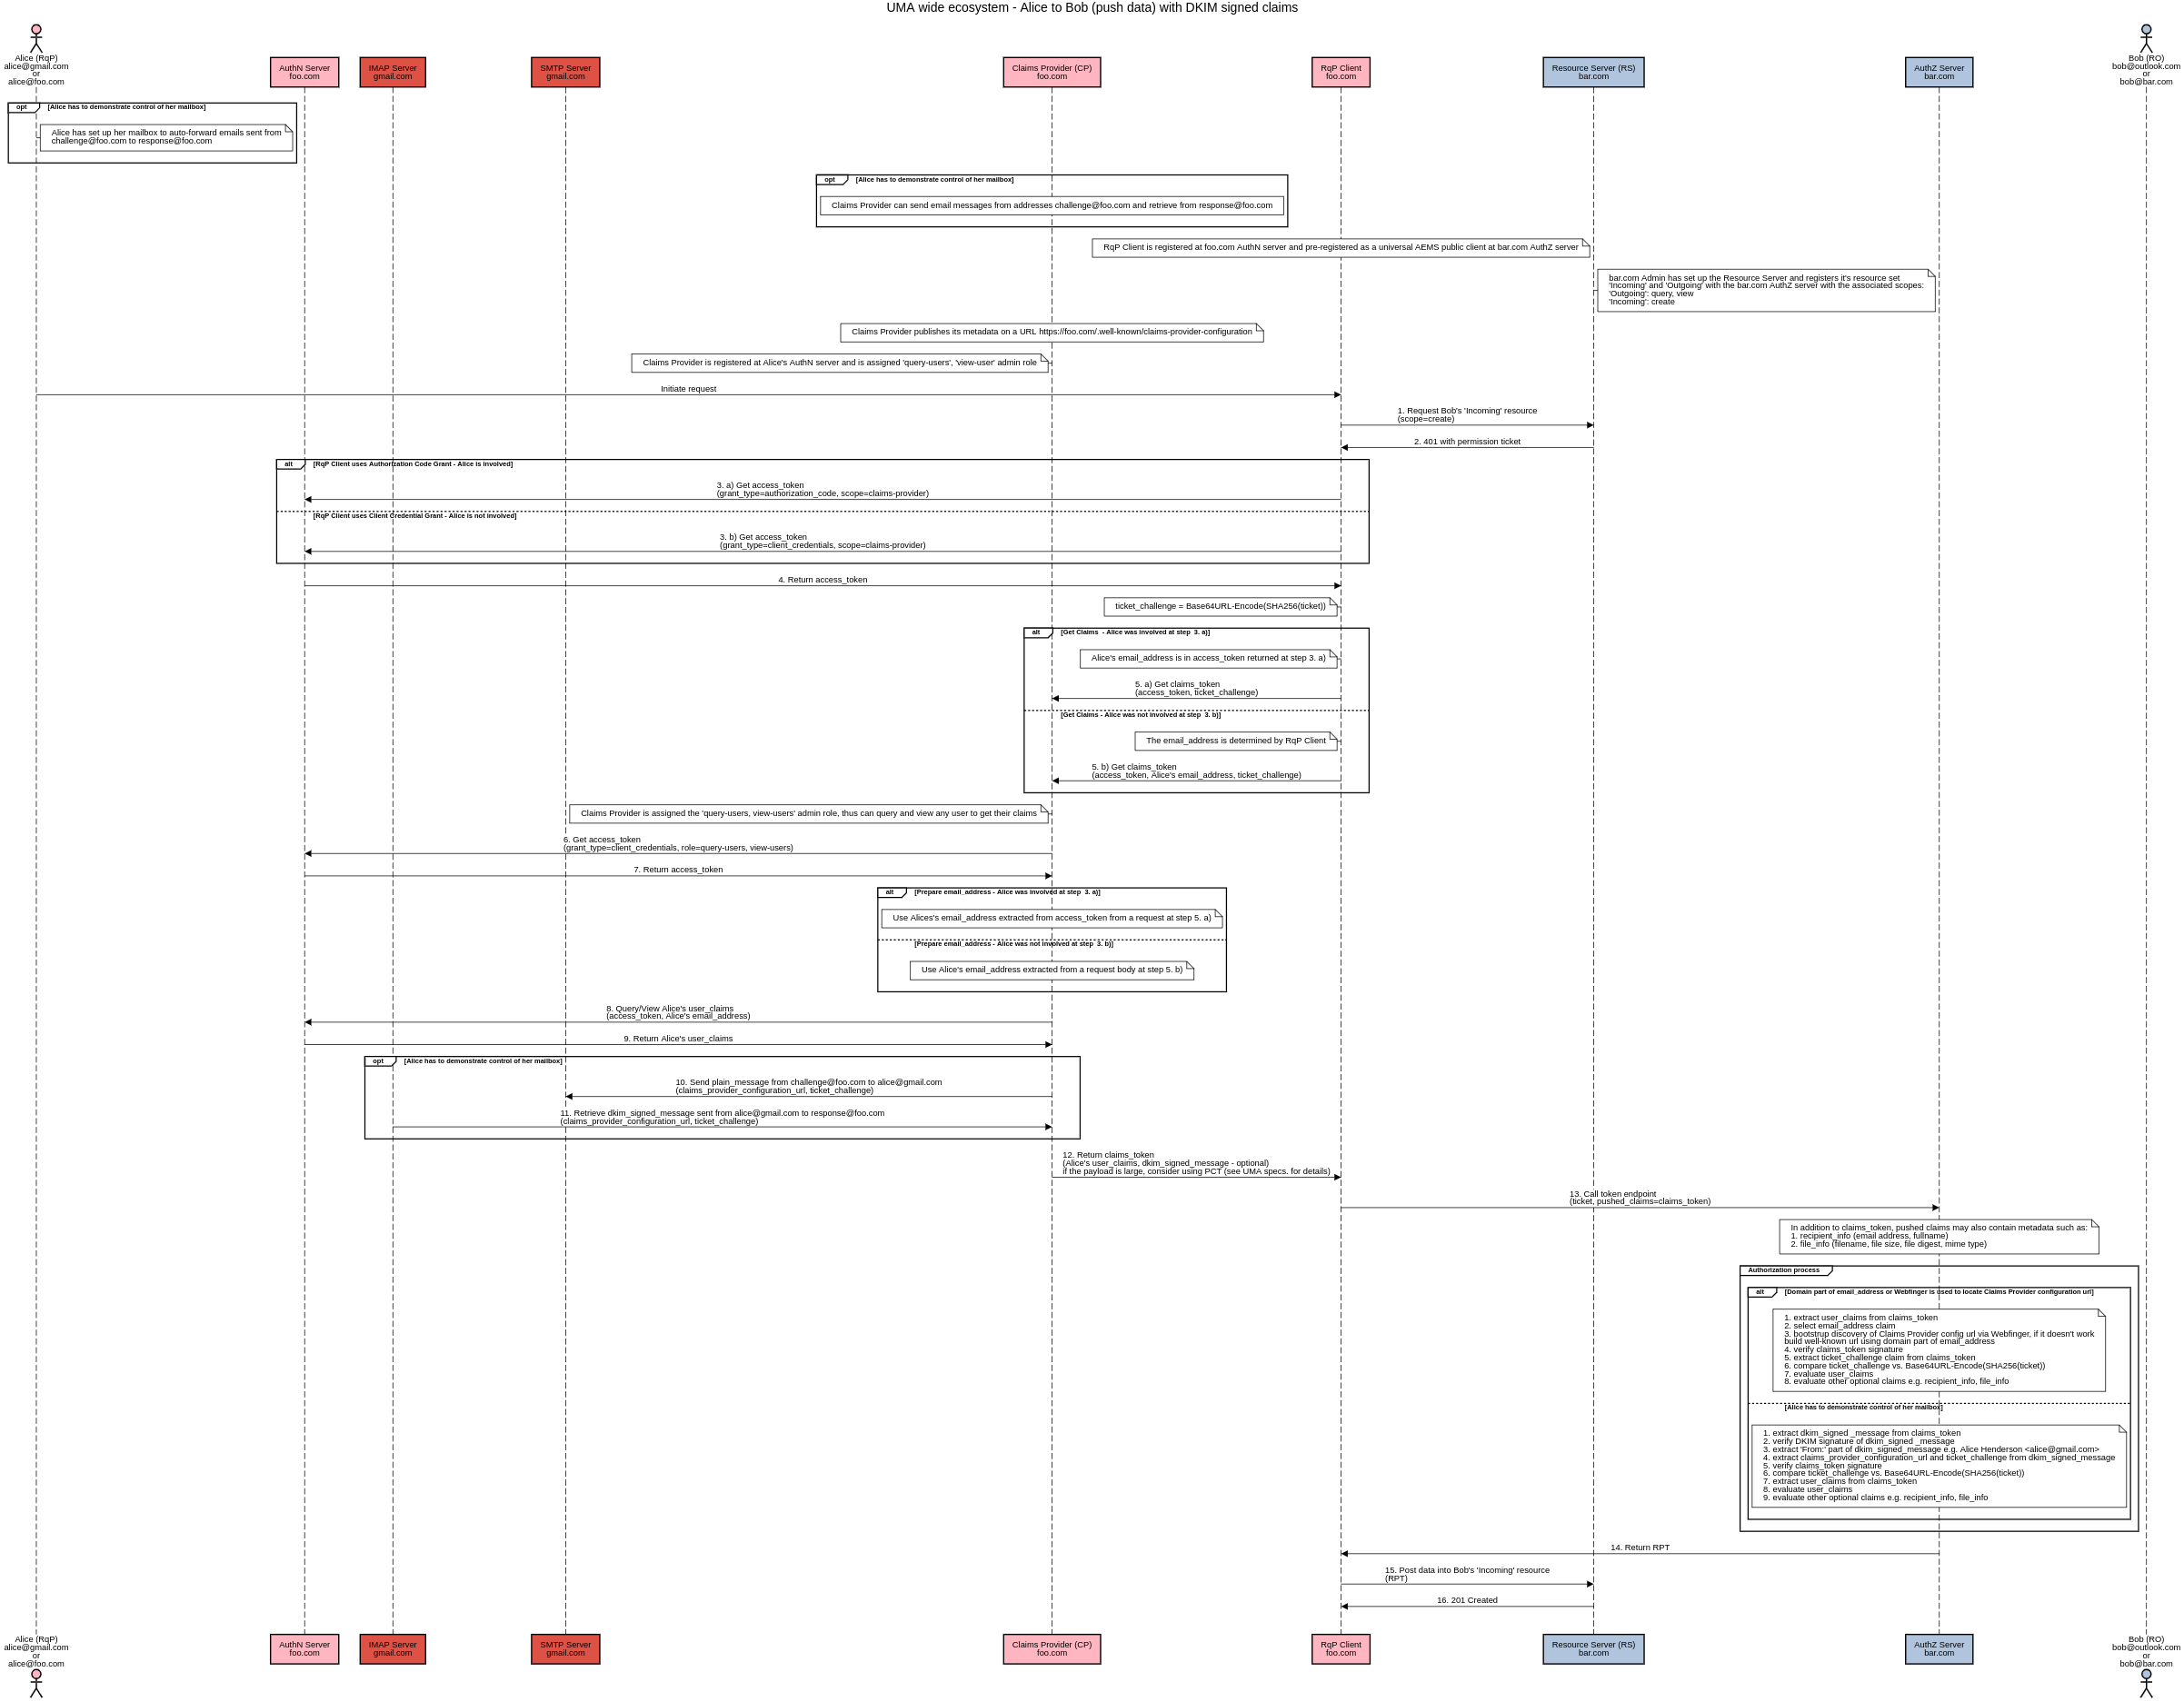 UMA wide ecosystem - Alice to Bob (push data) with DKIM signed claims
Alice (RqP)
alice@gmail.com
or
alice@foo.com
AuthN Server
foo.com
IMAP Server
gmail.com
SMTP Server
gmail.com
Claims Provider (CP)
foo.com
RqP Client
foo.com
Resource Server (RS)
bar.com
AuthZ Server
bar.com
Bob (RO)
bob@outlook.com
or
bob@bar.com
opt [Alice has to demonstrate control of her mailbox]
Alice has set up her mailbox to auto-forward emails sent from
challenge@foo.com to response@foo.com
opt [Alice has to demonstrate control of her mailbox]
Claims Provider can send email messages from addresses challenge@foo.com and retrieve from response@foo.com
RqP Client is registered at foo.com AuthN server and pre-registered as a universal AEMS public client at bar.com AuthZ server
bar.com Admin has set up the Resource Server and registers it's resource set
'Incoming' and 'Outgoing' with the bar.com AuthZ server with the associated scopes:
'Outgoing': query, view
'Incoming': create
Claims Provider publishes its metadata on a URL https://foo.com/.well-known/claims-provider-configuration
Claims Provider is registered at Alice's AuthN server and is assigned 'query-users', 'view-user' admin role
Initiate request
1. Request Bob's 'Incoming' resource
(scope=create)
2. 401 with permission ticket
alt [RqP Client uses Authorization Code Grant - Alice is involved]
3. a) Get access_token
(grant_type=authorization_code, scope=claims-provider)
[RqP Client uses Client Credential Grant - Alice is not involved]
3. b) Get access_token
(grant_type=client_credentials, scope=claims-provider)
4. Return access_token
ticket_challenge = Base64URL-Encode(SHA256(ticket))
alt [Get Claims  - Alice was involved at step  3. a)]
Alice's email_address is in access_token returned at step 3. a)
5. a) Get claims_token
(access_token, ticket_challenge)
[Get Claims - Alice was not involved at step  3. b)]
The email_address is determined by RqP Client
5. b) Get claims_token
(access_token, Alice's email_address, ticket_challenge)
Claims Provider is assigned the 'query-users, view-users' admin role, thus can query and view any user to get their claims
6. Get access_token
(grant_type=client_credentials, role=query-users, view-users)
7. Return access_token
alt [Prepare email_address - Alice was involved at step  3. a)]
Use Alices's email_address extracted from access_token from a request at step 5. a)
[Prepare email_address - Alice was not involved at step  3. b)]
Use Alice's email_address extracted from a request body at step 5. b)
8. Query/View Alice's user_claims
(access_token, Alice's email_address)
9. Return Alice's user_claims
opt [Alice has to demonstrate control of her mailbox]
10. Send plain_message from challenge@foo.com to alice@gmail.com
(claims_provider_configuration_url, ticket_challenge)
11. Retrieve dkim_signed_message sent from alice@gmail.com to response@foo.com
(claims_provider_configuration_url, ticket_challenge)
12. Return claims_token
(Alice's user_claims, dkim_signed_message - optional)
if the payload is large, consider using PCT (see UMA specs. for details)
13. Call token endpoint
(ticket, pushed_claims=claims_token)
In addition to claims_token, pushed claims may also contain metadata such as:
1. recipient_info (email address, fullname)
2. file_info (filename, file size, file digest, mime type)
Authorization process
alt [Domain part of email_address or Webfinger is used to locate Claims Provider configuration url]
1. extract user_claims from claims_token
2. select email_address claim
3. bootstrup discovery of Claims Provider config url via Webfinger, if it doesn't work
build well-known url using domain part of email_address
4. verify claims_token signature
5. extract ticket_challenge claim from claims_token
6. compare ticket_challenge vs. Base64URL-Encode(SHA256(ticket))
7. evaluate user_claims
8. evaluate other optional claims e.g. recipient_info, file_info
[Alice has to demonstrate control of her mailbox]
1. extract dkim_signed _message from claims_token
2. verify DKIM signature of dkim_signed _message
3. extract 'From:' part of dkim_signed_message e.g. Alice Henderson <alice@gmail.com>
4. extract claims_provider_configuration_url and ticket_challenge from dkim_signed_message
5. verify claims_token signature
6. compare ticket_challenge vs. Base64URL-Encode(SHA256(ticket))
7. extract user_claims from claims_token
8. evaluate user_claims
9. evaluate other optional claims e.g. recipient_info, file_info
14. Return RPT
15. Post data into Bob's 'Incoming' resource
(RPT)
16. 201 Created
Alice (RqP)
alice@gmail.com
or
alice@foo.com
AuthN Server
foo.com
IMAP Server
gmail.com
SMTP Server
gmail.com
Claims Provider (CP)
foo.com
RqP Client
foo.com
Resource Server (RS)
bar.com
AuthZ Server
bar.com
Bob (RO)
bob@outlook.com
or
bob@bar.com